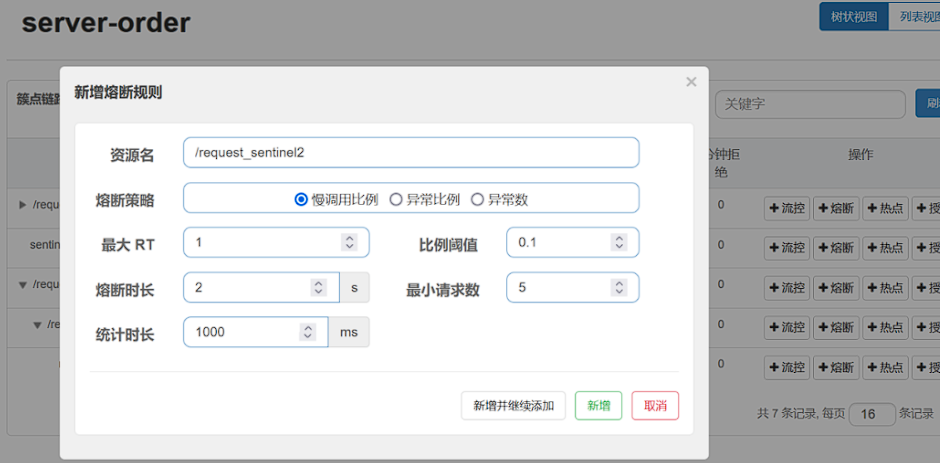 server-order
树状视图 列表视图
簇点链路
新增熔断规则
×
关键字
刷新
资源名 /request_sentinel2
分钟拒绝
操作
熔断策略 慢调用比例 异常比例 异常数
/requ 0 + 流控 + 熔断 + 热点 + 授
最大 RT 1 比例阈值 0.1
sentin 0 + 流控 + 熔断 + 热点 + 授
熔断时长 2 s 最小请求数 5
/requ 0 + 流控 + 熔断 + 热点 + 授
统计时长 1000 ms
/re 0 + 流控 + 熔断 + 热点 + 授
0 + 流控 + 熔断 + 热点 + 授
新增并继续添加 新增 取消
共 7 条记录, 每页 16 条记录